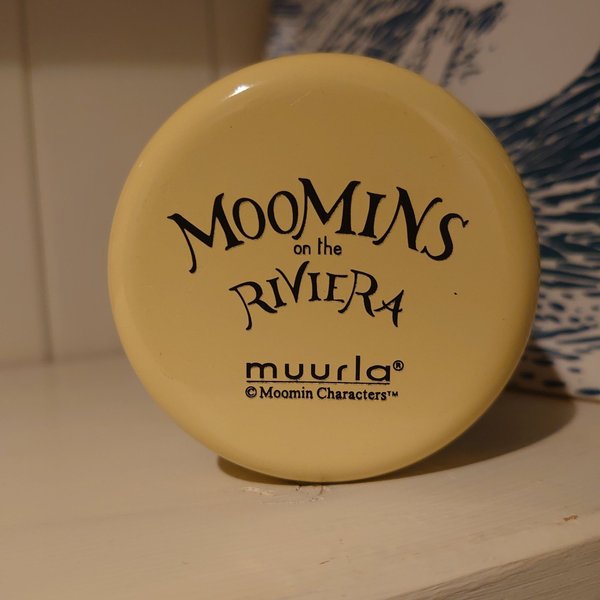 MOOMINS
on the
RIVIERA
muurla®
© Moomin Characters™